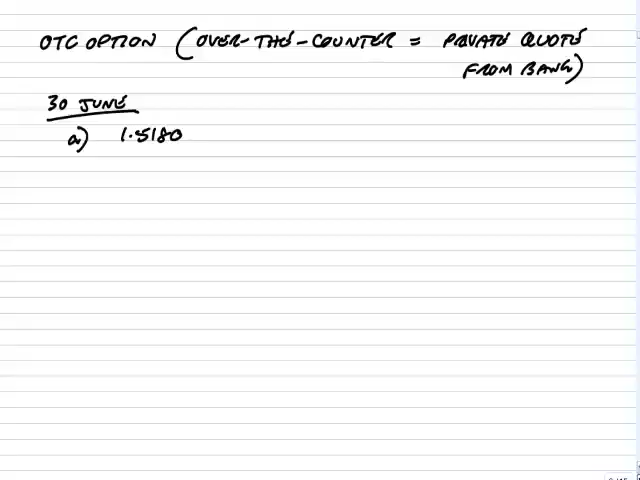 OTC OPTION (OVER-THE-COUNTER = PRIVATE QUOTE
FROM BANK)
30 JUNE
a) 1.5180